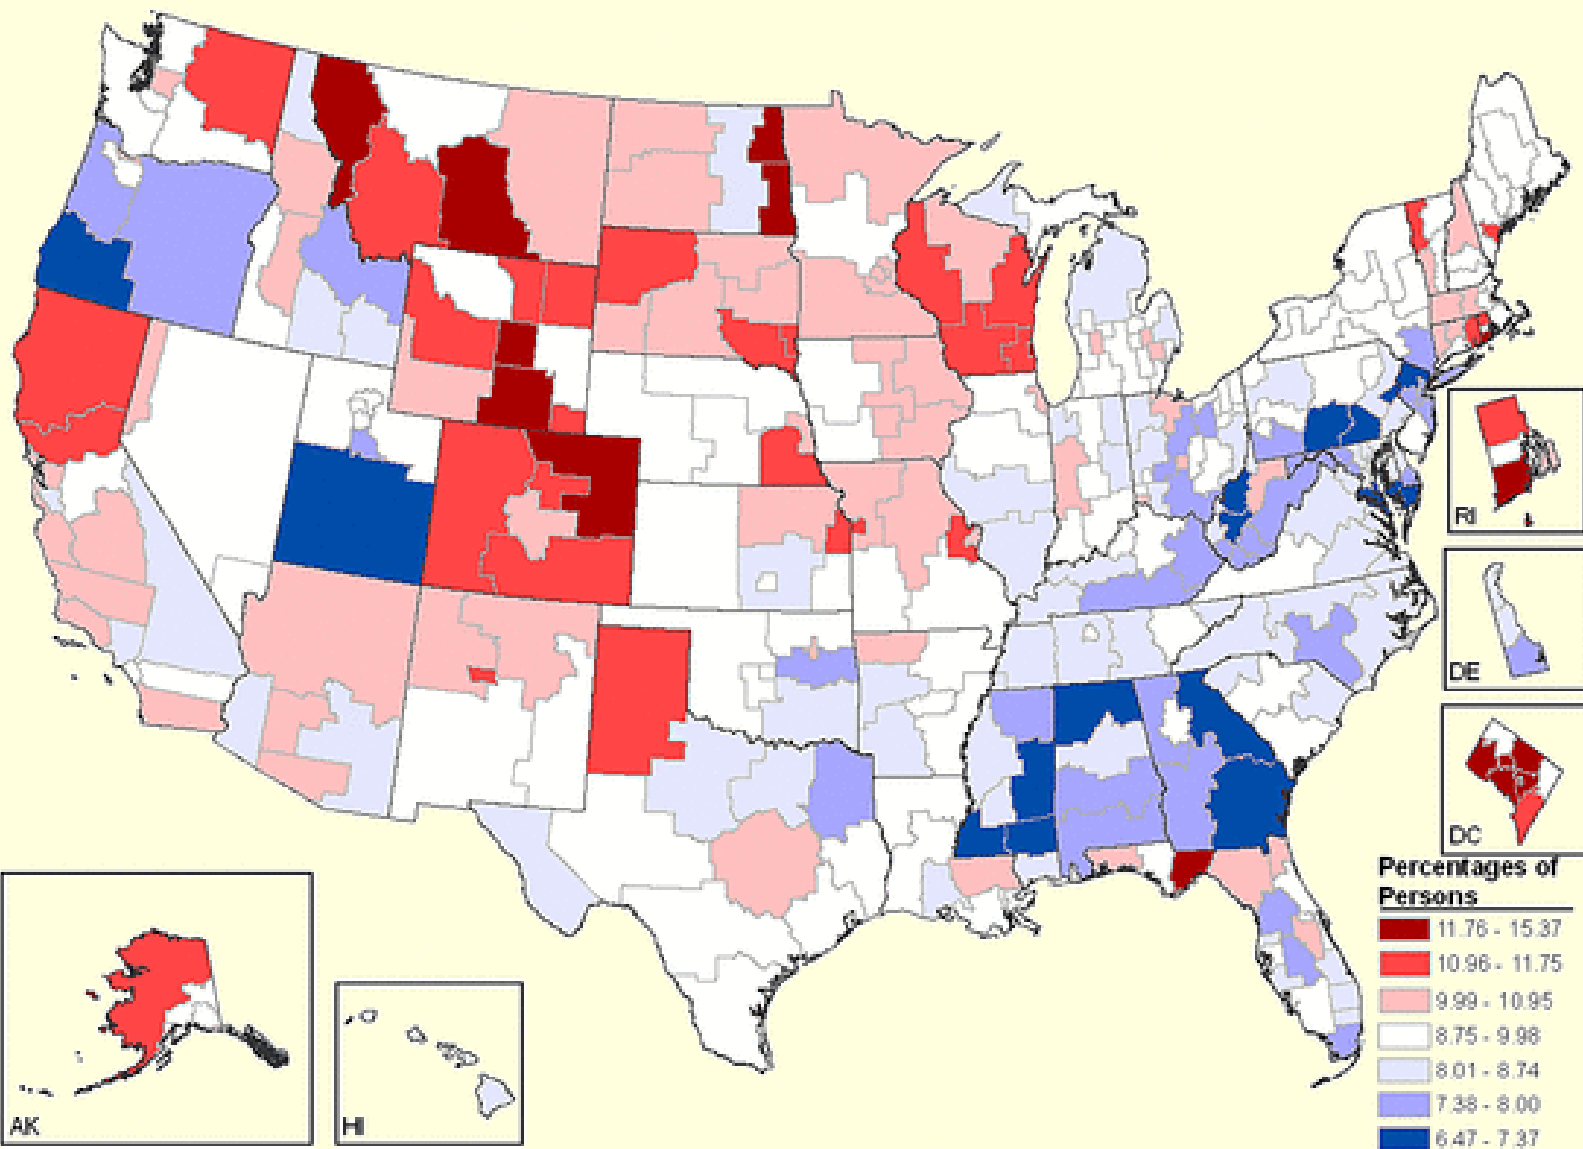 RI
DE
DC
Percentages of
Persons
11.76 - 15.37
10.96 - 11.75
9.99 - 10.95
8.75 - 9.98
8.01 - 8.74
7.38 - 8.00
6.47 - 7.37
AK
HI